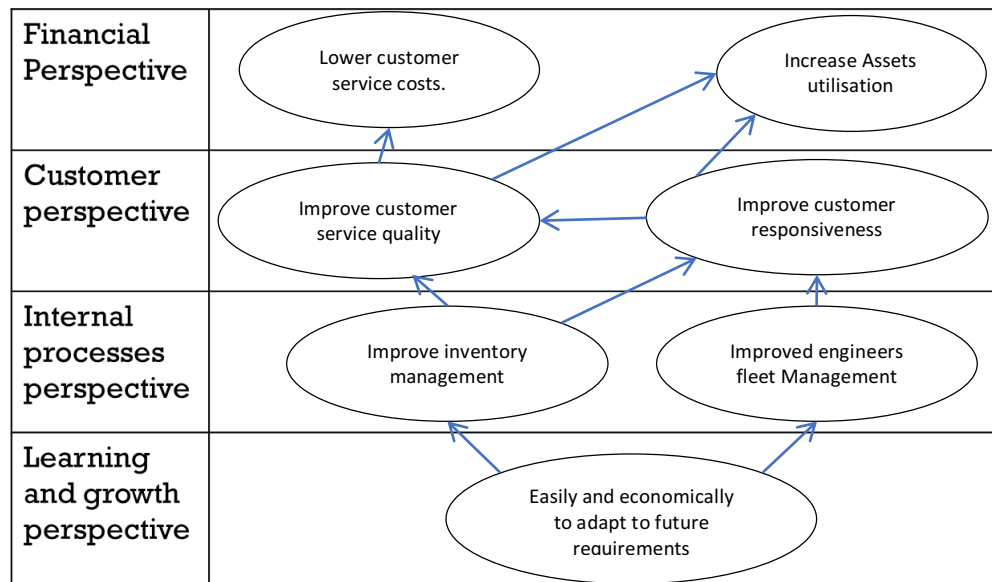 Financial
Perspective
Lower customer
service costs.
Increase Assets
utilisation
Customer
perspective
Improve customer
service quality
Improve customer
responsiveness
Internal
processes
perspective
Improve inventory
management
Improved engineers
fleet Management
Learning
and growth
perspective
Easily and economically
to adapt to future
requirements